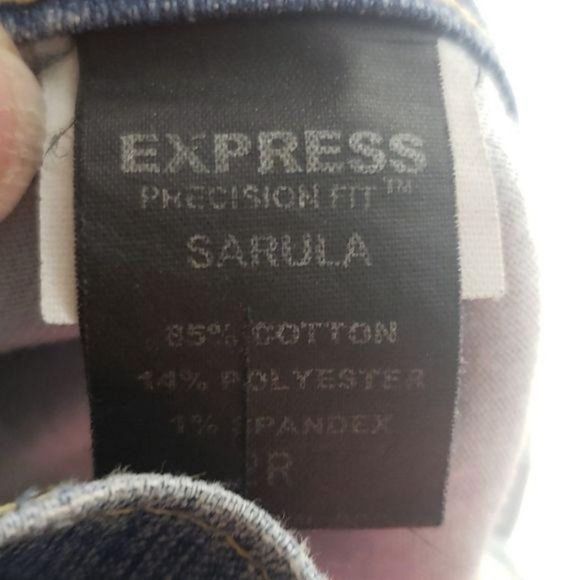 EXPRESS
PRECISION FIT™
SARULA
85% COTTON
14% POLYESTER
1% SPANDEX